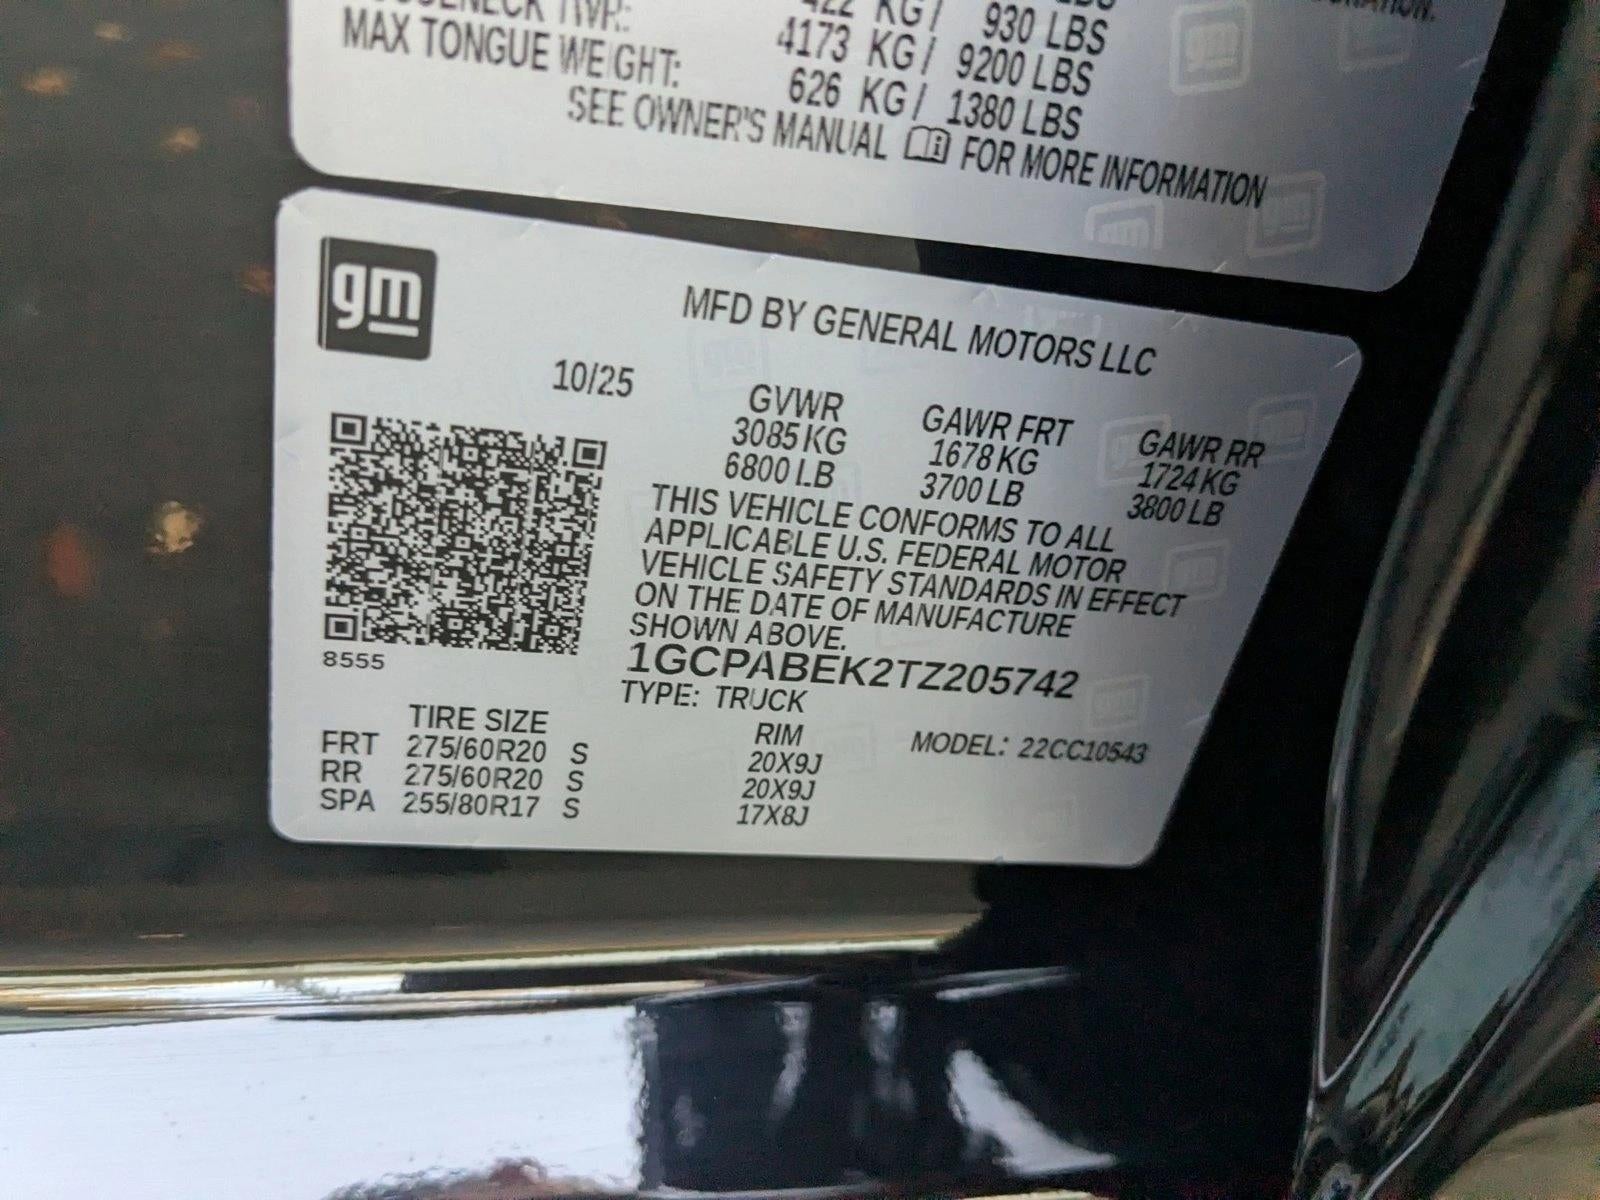 422 KG / 930 LBS
4173 KG / 9200 LBS
MAX TONGUE WEIGHT: 626 KG / 1380 LBS
SEE OWNER'S MANUAL FOR MORE INFORMATION
gm
MFD BY GENERAL MOTORS LLC
10/25
GVWR GAWR FRT GAWR RR
3085 KG 1678 KG 1724 KG
6800 LB 3700 LB 3800 LB
THIS VEHICLE CONFORMS TO ALL
APPLICABLE U.S. FEDERAL MOTOR
VEHICLE SAFETY STANDARDS IN EFFECT
ON THE DATE OF MANUFACTURE
SHOWN ABOVE.
8555
1GCPABEK2TZ205742
TYPE: TRUCK
TIRE SIZE RIM MODEL: 22CC10543
FRT 275/60R20 S 20X9J
RR 275/60R20 S 20X9J
SPA 255/80R17 S 17X8J